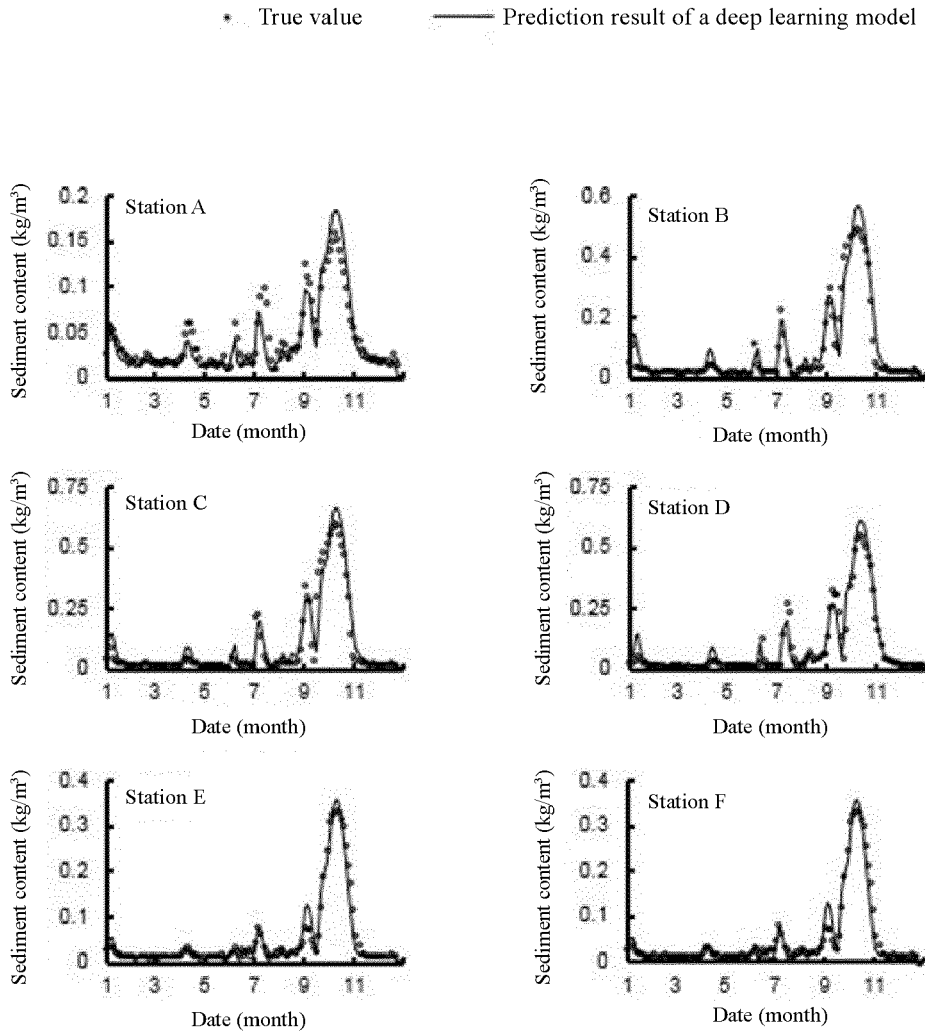 True value
Prediction result of a deep learning model
Sediment content (kg/m³)
0.2
0.15
0.1
0.05
0
Station A
1 3 5 7 9 11
Date (month)
Sediment content (kg/m³)
0.6
0.4
0.2
0
Station B
1 3 5 7 9 11
Date (month)
Sediment content (kg/m³)
0.75
0.5
0.25
0
Station C
1 3 5 7 9 11
Date (month)
Sediment content (kg/m³)
0.75
0.5
0.25
0
Station D
1 3 5 7 9 11
Date (month)
Sediment content (kg/m³)
0.4
0.3
0.2
0.1
0
Station E
1 3 5 7 9 11
Date (month)
Sediment content (kg/m³)
0.4
0.3
0.2
0.1
0
Station F
1 3 5 7 9 11
Date (month)